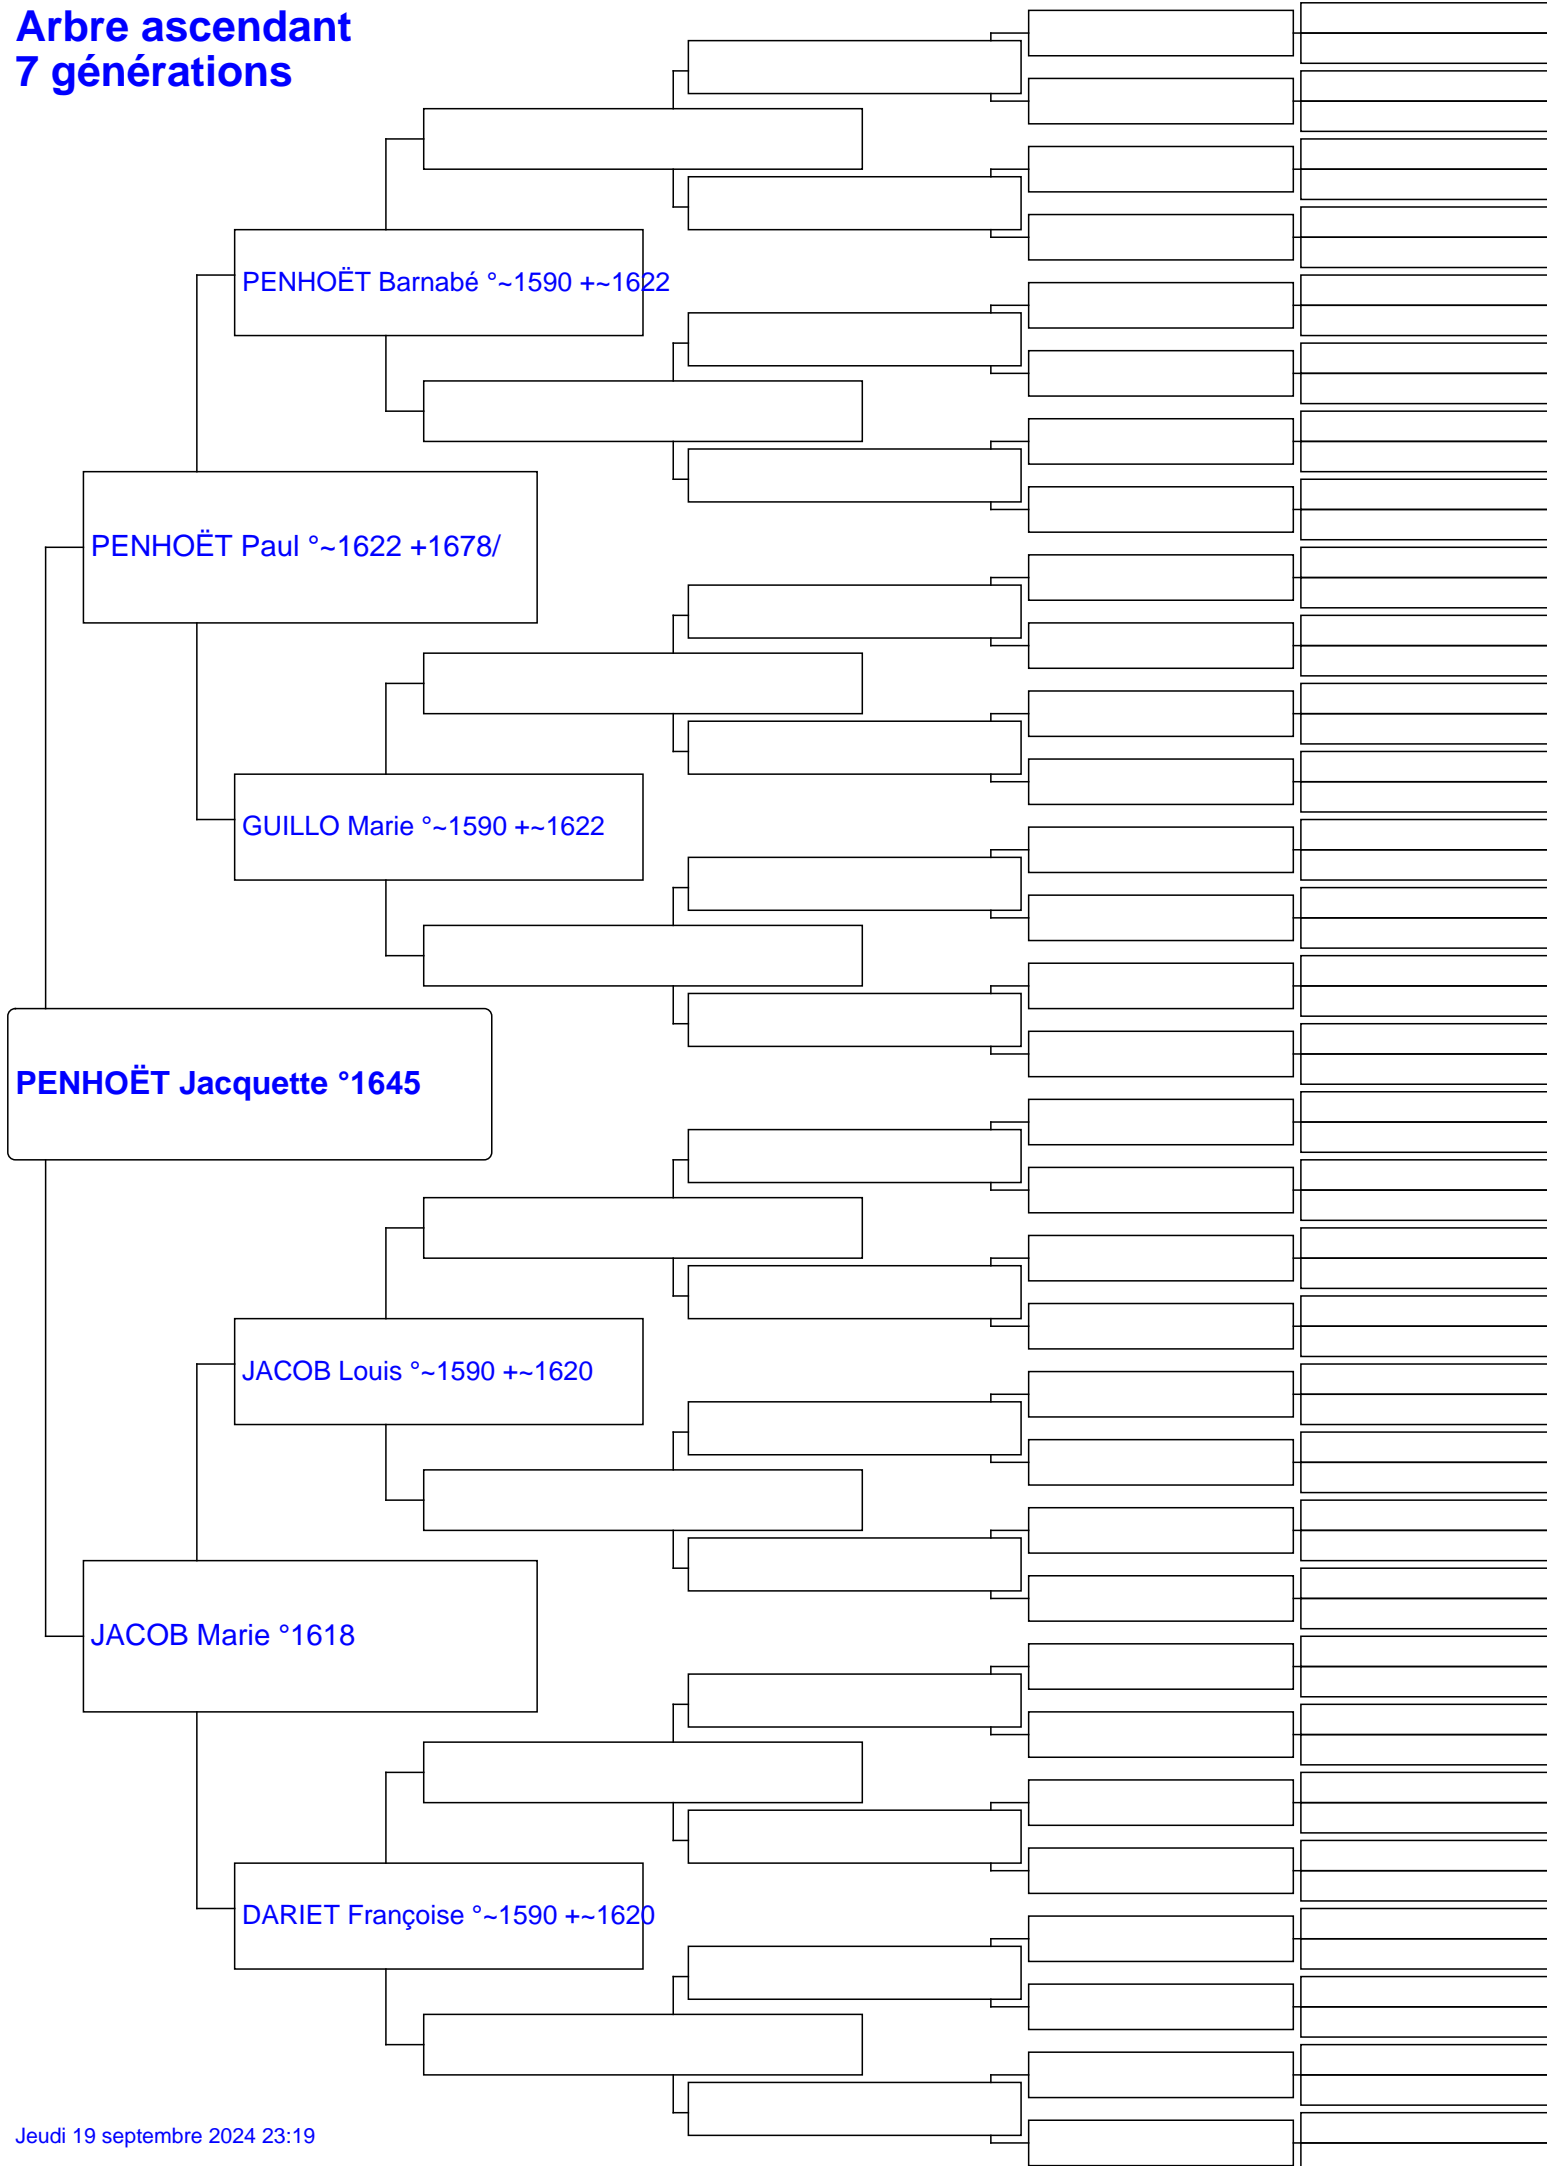 Arbre ascendant
7 générations
PENHOËT Barnabé °~1590 +~1622
PENHOËT Paul °~1622 +1678/
GUILLO Marie °~1590 +~1622
PENHOËT Jacquette °1645
JACOB Louis °~1590 +~1620
JACOB Marie °1618
DARIET Françoise °~1590 +~1620
Jeudi 19 septembre 2024 23:19